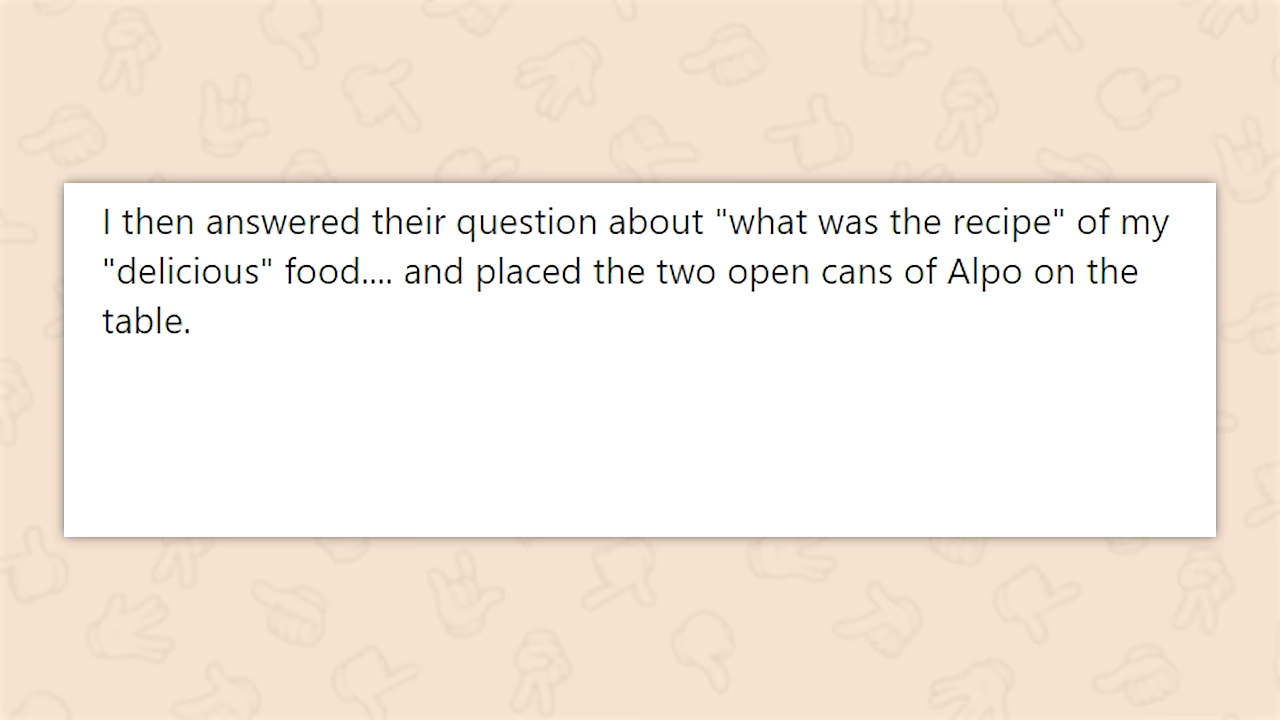 I then answered their question about "what was the recipe" of my
"delicious" food.... and placed the two open cans of Alpo on the
table.